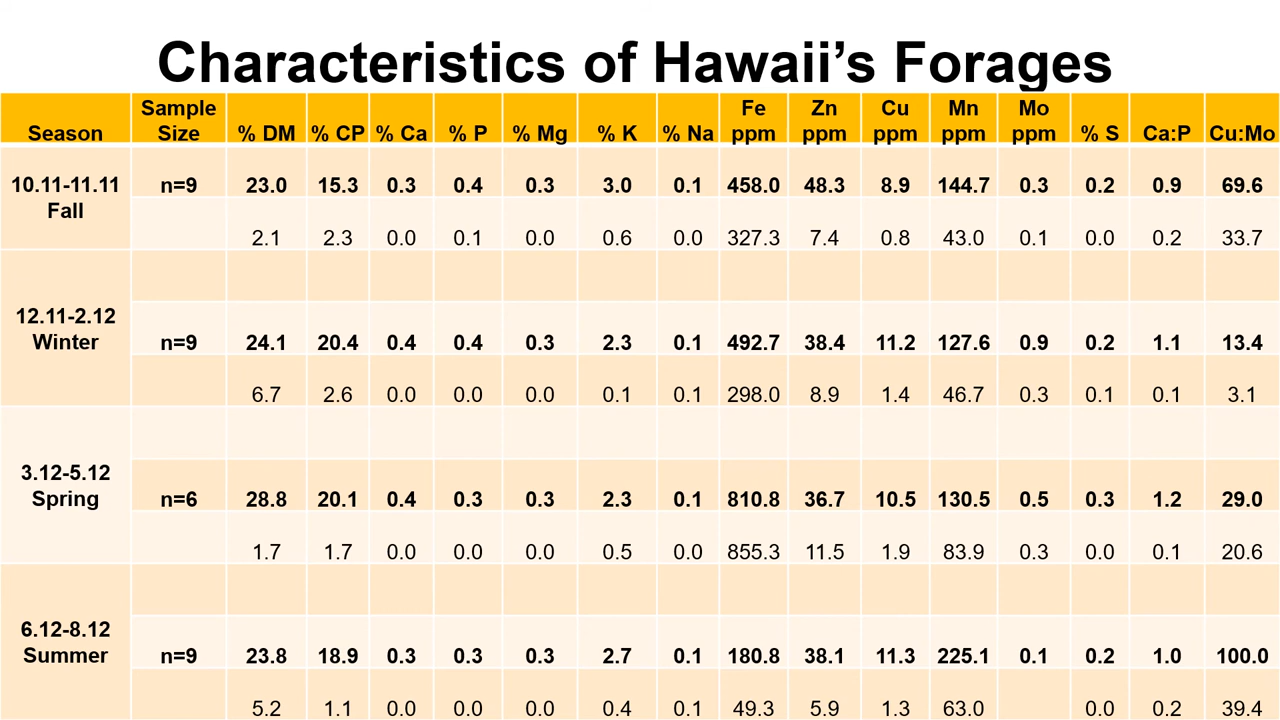 Characteristics of Hawaii’s Forages
Season Sample Size % DM % CP % Ca % P % Mg % K % Na Fe ppm Zn ppm Cu ppm Mn ppm Mo ppm % S Ca:P Cu:Mo
10.11-11.11 Fall n=9 23.0 15.3 0.3 0.4 0.3 3.0 0.1 458.0 48.3 8.9 144.7 0.3 0.2 0.9 69.6
2.1 2.3 0.0 0.1 0.0 0.6 0.0 327.3 7.4 0.8 43.0 0.1 0.0 0.2 33.7
12.11-2.12 Winter n=9 24.1 20.4 0.4 0.4 0.3 2.3 0.1 492.7 38.4 11.2 127.6 0.9 0.2 1.1 13.4
6.7 2.6 0.0 0.0 0.0 0.1 0.1 298.0 8.9 1.4 46.7 0.3 0.1 0.1 3.1
3.12-5.12 Spring n=6 28.8 20.1 0.4 0.3 0.3 2.3 0.1 810.8 36.7 10.5 130.5 0.5 0.3 1.2 29.0
1.7 1.7 0.0 0.0 0.0 0.5 0.0 855.3 11.5 1.9 83.9 0.3 0.0 0.1 20.6
6.12-8.12 Summer n=9 23.8 18.9 0.3 0.3 0.3 2.7 0.1 180.8 38.1 11.3 225.1 0.1 0.2 1.0 100.0
5.2 1.1 0.0 0.0 0.0 0.4 0.1 49.3 5.9 1.3 63.0 0.0 0.2 39.4